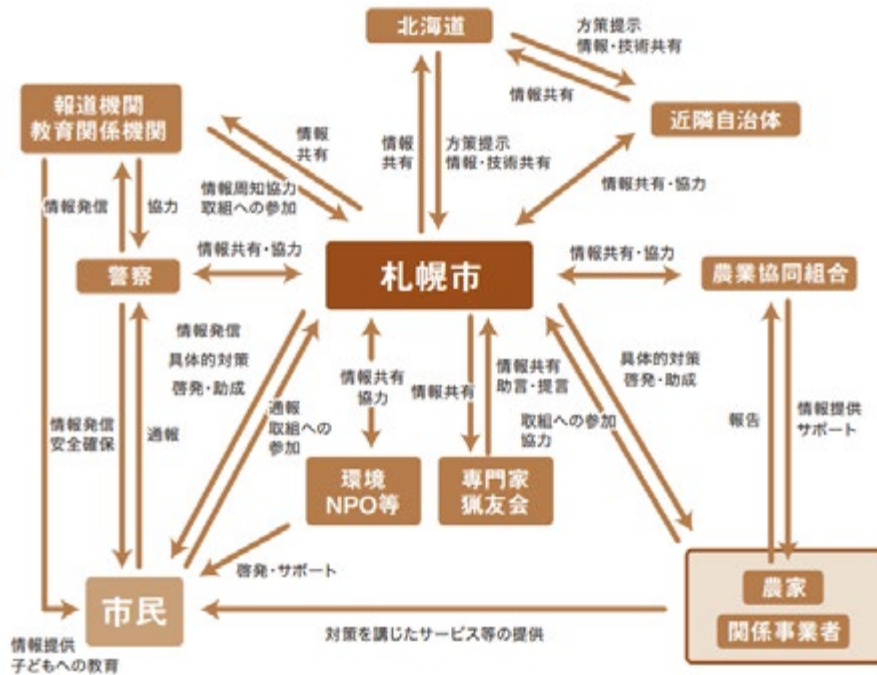 北海道
方策提示
情報・技術共有
情報共有
報道機関
教育関係機関
近隣自治体
情報
共有
情報
共有
方策提示
情報・技術共有
情報周知協力
取組への参加
情報共有・協力
情報発信
協力
警察
情報共有・協力
札幌市
情報共有・協力
農業協同組合
情報発信
具体的対策
啓発・助成
通報
取組への
参加
情報共有
協力
情報共有
情報共有
助言・提言
具体的対策
啓発・助成
取組への参加
協力
報告
情報提供
サポート
情報発信
安全確保
通報
環境
NPO等
専門家
猟友会
啓発・サポート
市民
農家
関係事業者
対策を講じたサービス等の提供
情報提供
子どもへの教育